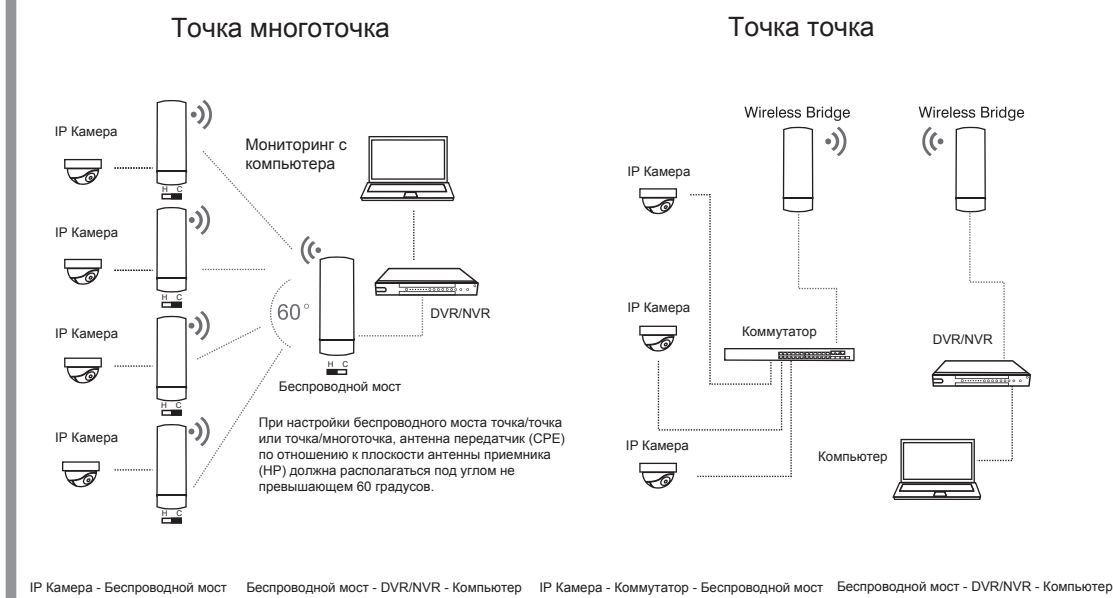 Точка многоточка
IP Камера
H C
IP Камера
H C
IP Камера
H C
IP Камера
H C
Мониторинг с
компьютера
60°
DVR/NVR
H C
Беспроводной мост
При настройки беспроводного моста точка/точка
или точка/многоточка, антенна передатчик (CPE)
по отношению к плоскости антенны приемника
(HP) должна располагаться под углом не
превышающем 60 градусов.
IP Камера - Беспроводной мост
Беспроводной мост - DVR/NVR - Компьютер
Точка точка
Wireless Bridge
Wireless Bridge
IP Камера
IP Камера
Коммутатор
DVR/NVR
IP Камера
Компьютер
IP Камера - Коммутатор - Беспроводной мост
Беспроводной мост - DVR/NVR - Компьютер